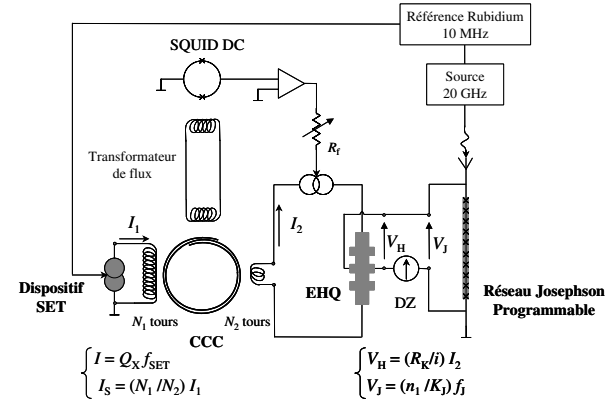 Référence Rubidium
10 MHz
SQUID DC
Source
20 GHz
R_f
Transformateur
de flux
I_1
I_2
V_H
V_J
Dispositif
SET
EHQ
DZ
Réseau Josephson
Programmable
N_1 tours
N_2 tours
CCC
I = Q_X f_SET
I_S = (N_1 /N_2) I_1
V_H = (R_K/i) I_2
V_J = (n_1 /K_J) f_J